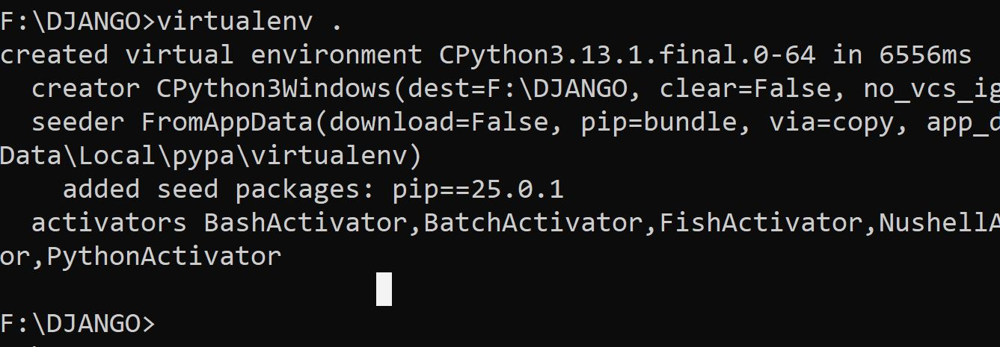 F:\DJANGO>virtualenv .
created virtual environment CPython3.13.1.final.0-64 in 6556ms
  creator CPython3Windows(dest=F:\DJANGO, clear=False, no_vcs_ig
  seeder FromAppData(download=False, pip=bundle, via=copy, app_d
Data\Local\pypa\virtualenv)
    added seed packages: pip==25.0.1
  activators BashActivator,BatchActivator,FishActivator,NushellA
or,PythonActivator
F:\DJANGO>